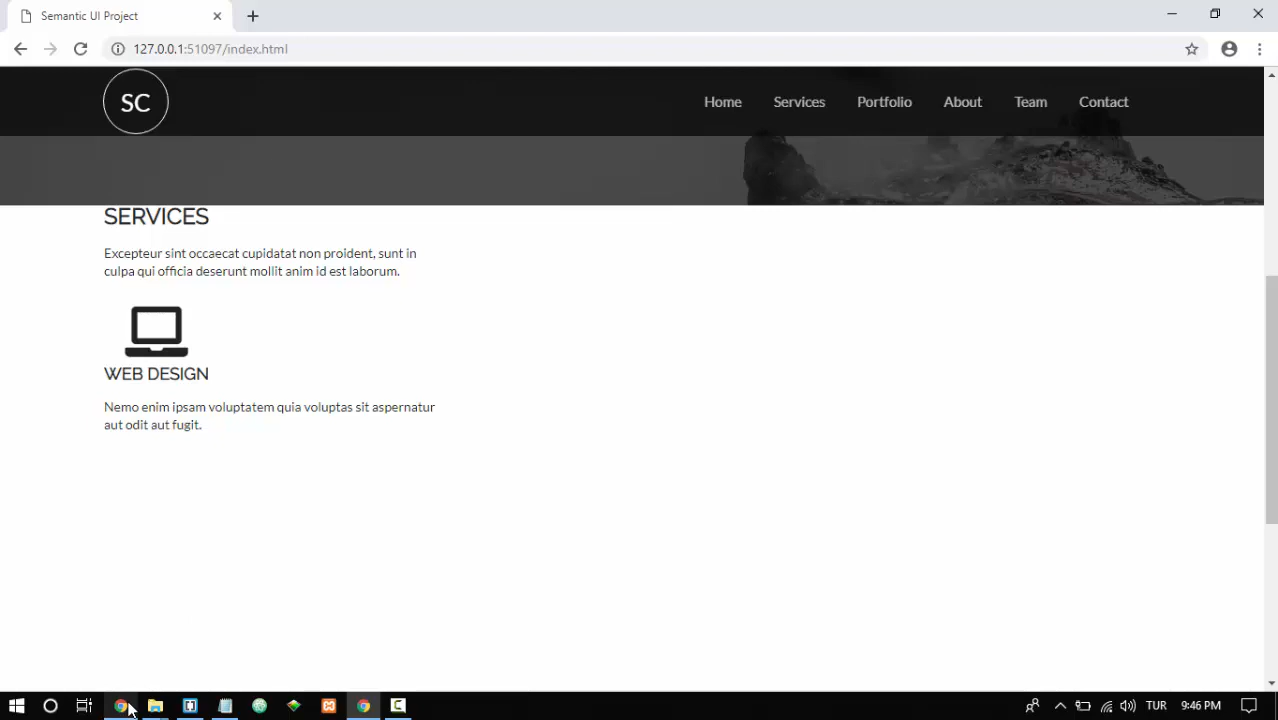 Semantic UI Project
127.0.0.1:51097/index.html
SC
Home Services Portfolio About Team Contact
SERVICES
Excepteur sint occaecat cupidatat non proident, sunt in
culpa qui officia deserunt mollit anim id est laborum.
WEB DESIGN
Nemo enim ipsam voluptatem quia voluptas sit aspernatur
aut odit aut fugit.
TUR 9:46 PM